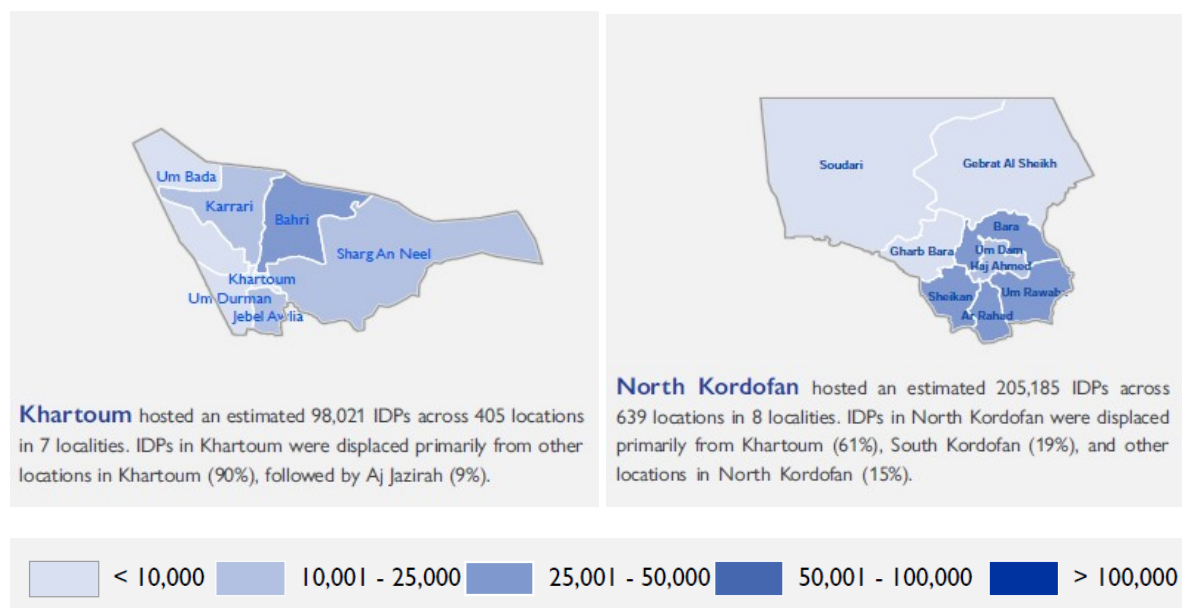 Um Bada
Karrari
Bahri
Sharg An Neel
Khartoum
Um Durman
Jebel Awlia
Soudari
Gebrat Al Sheikh
Bara
Gharb Bara
Um Dam
Haj Ahmed
Sheikan
Um Rawab
Ar Rahad
Khartoum hosted an estimated 98,021 IDPs across 405 locations
in 7 localities. IDPs in Khartoum were displaced primarily from other
locations in Khartoum (90%), followed by Aj Jazirah (9%).
North Kordofan hosted an estimated 205,185 IDPs across
639 locations in 8 localities. IDPs in North Kordofan were displaced
primarily from Khartoum (61%), South Kordofan (19%), and other
locations in North Kordofan (15%).
< 10,000 10,001 - 25,000 25,001 - 50,000 50,001 - 100,000 > 100,000